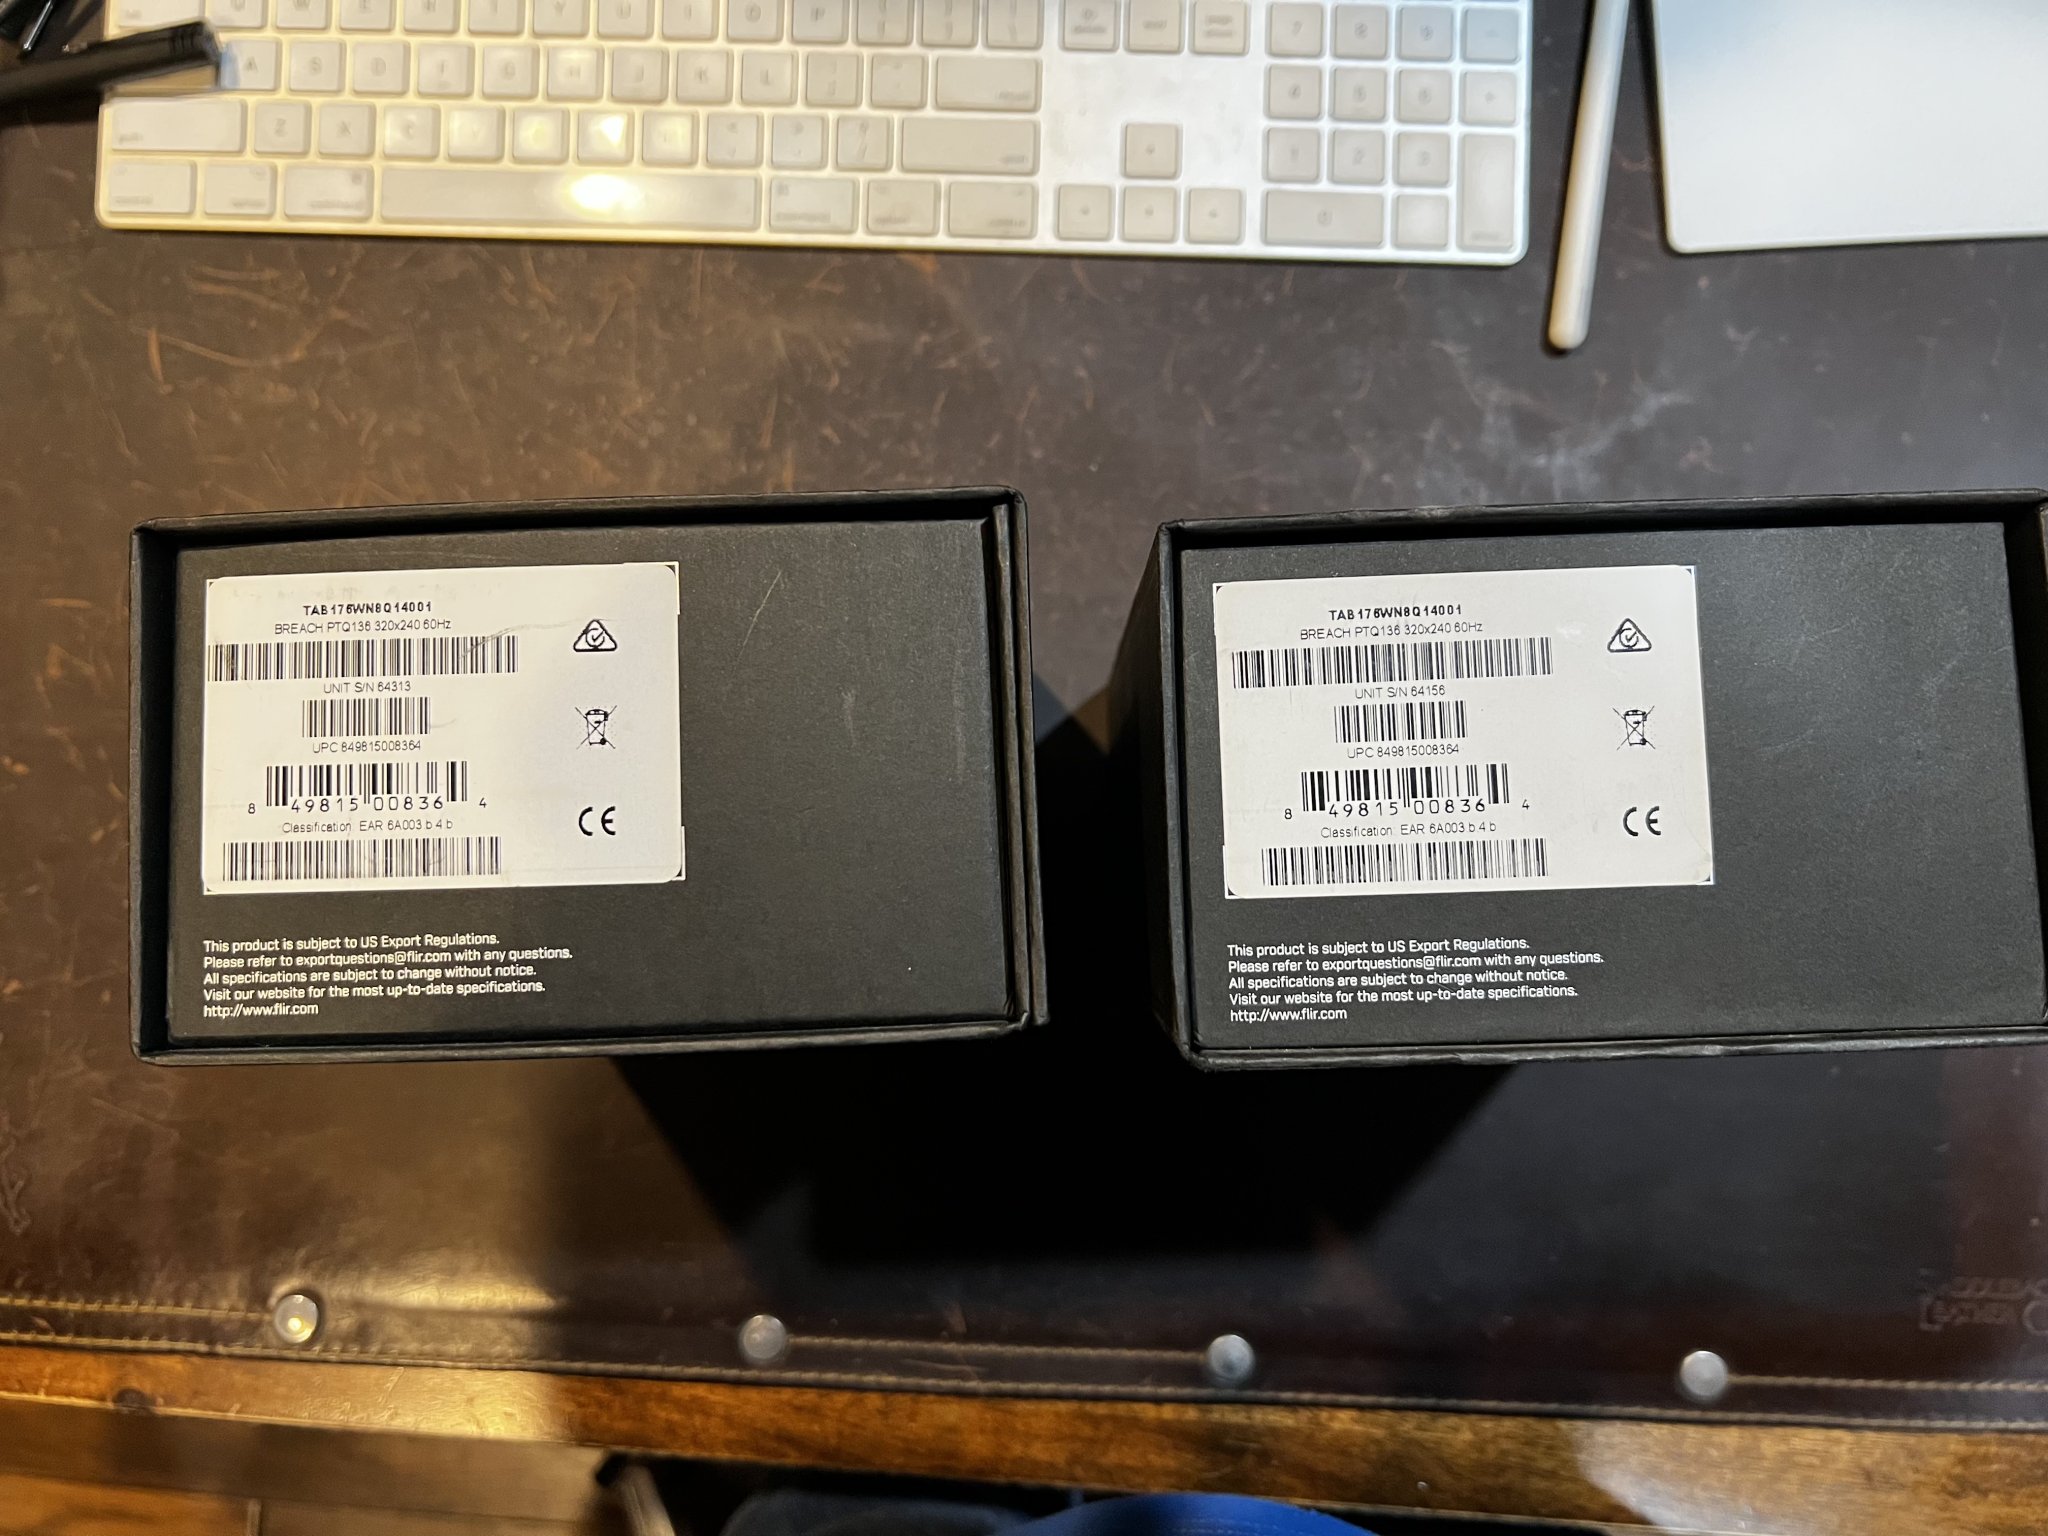 TAB176WN8Q14001
BREACH PTQ136 320x240 60Hz
UNIT S/N 64313
UPC 849815008364
8 49815 00836 4
Classification: EAR 6A003.b.4.b
CE
This product is subject to US Export Regulations.
Please refer to exportquestions@flir.com with any questions.
All specifications are subject to change without notice.
Visit our website for the most up-to-date specifications.
http://www.flir.com
TAB176WN8Q14001
BREACH PTQ136 320x240 60Hz
UNIT S/N 64156
UPC 849815008364
8 49815 00836 4
Classification: EAR 6A003.b.4.b
CE
This product is subject to US Export Regulations.
Please refer to exportquestions@flir.com with any questions.
All specifications are subject to change without notice.
Visit our website for the most up-to-date specifications.
http://www.flir.com